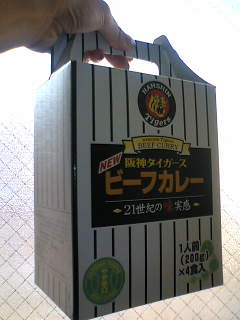 HANSHIN
Tigers
BEEF CURRY
NEW
阪神タイガース
ビーフカレー
21世紀の味実感
1人前
(200g)
×4食入